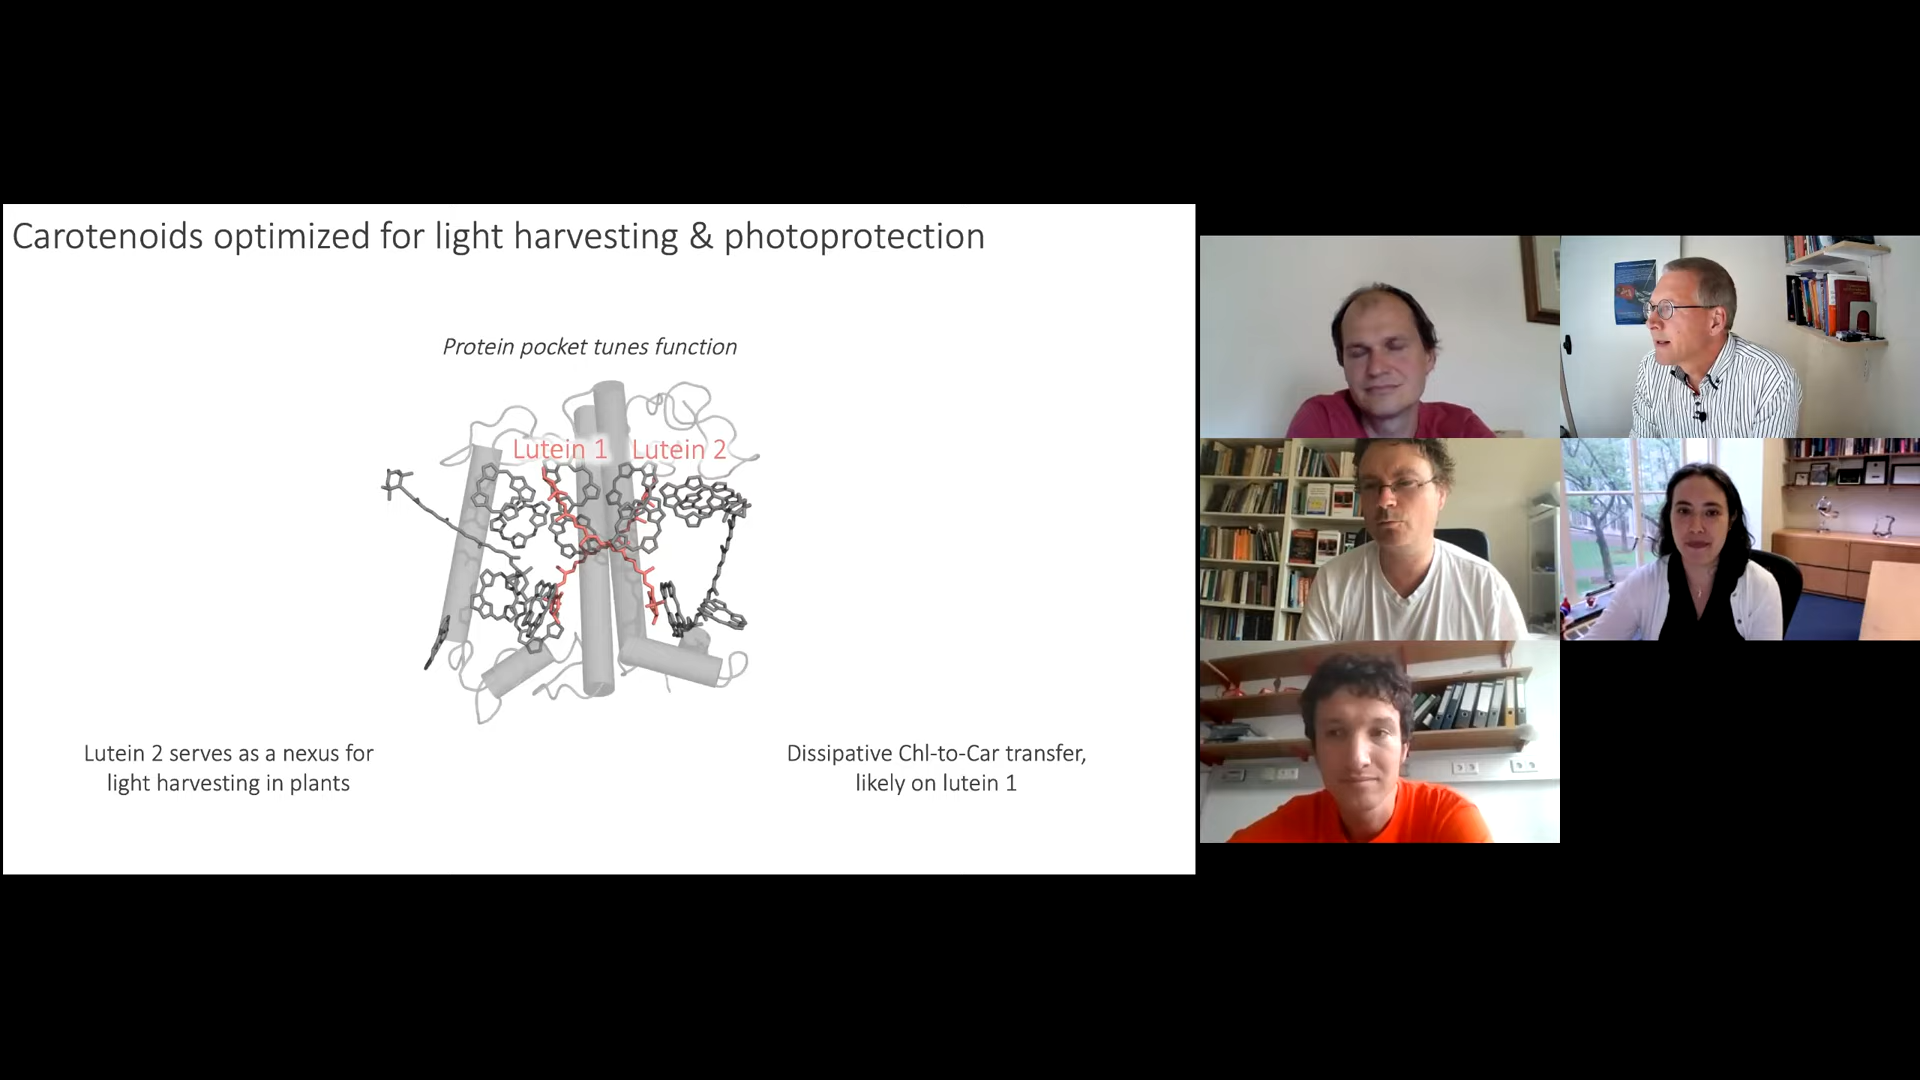 Carotenoids optimized for light harvesting & photoprotection
Protein pocket tunes function
Lutein 1 Lutein 2
Lutein 2 serves as a nexus for
light harvesting in plants
Dissipative Chl-to-Car transfer,
likely on lutein 1